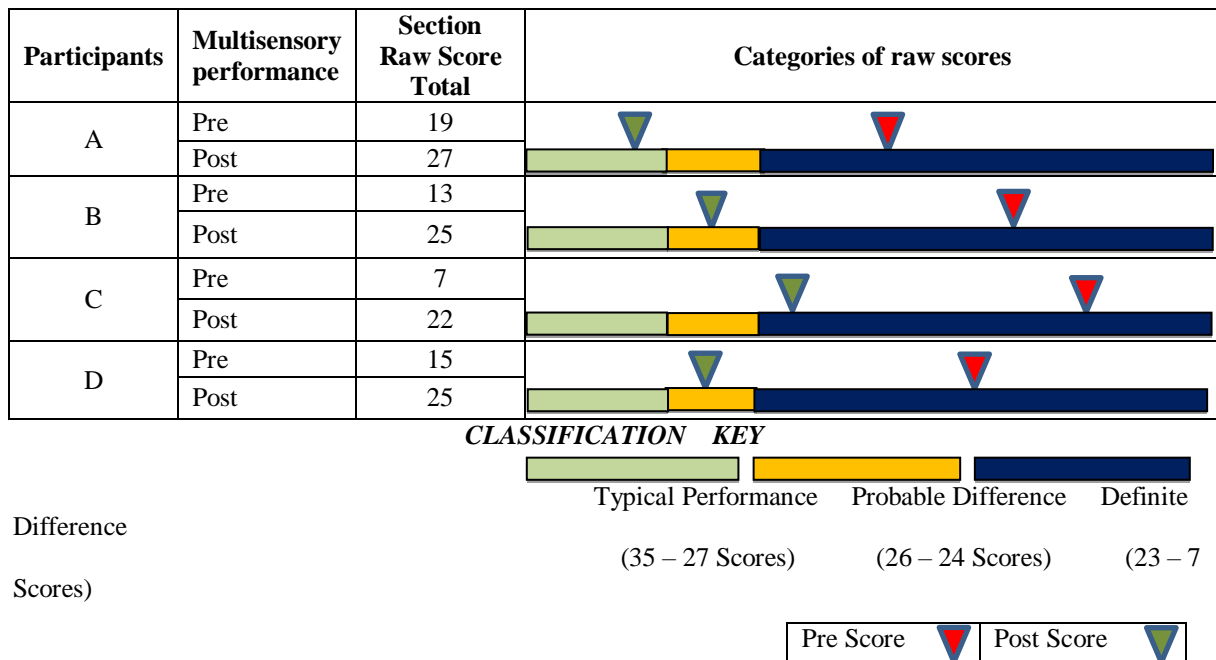 Participants Multisensory performance Section Raw Score Total Categories of raw scores
A Pre 19
Post 27
B Pre 13
Post 25
C Pre 7
Post 22
D Pre 15
Post 25
CLASSIFICATION KEY
Typical Performance Probable Difference Definite
Difference
(35 – 27 Scores) (26 – 24 Scores) (23 – 7
Scores)
Pre Score Post Score